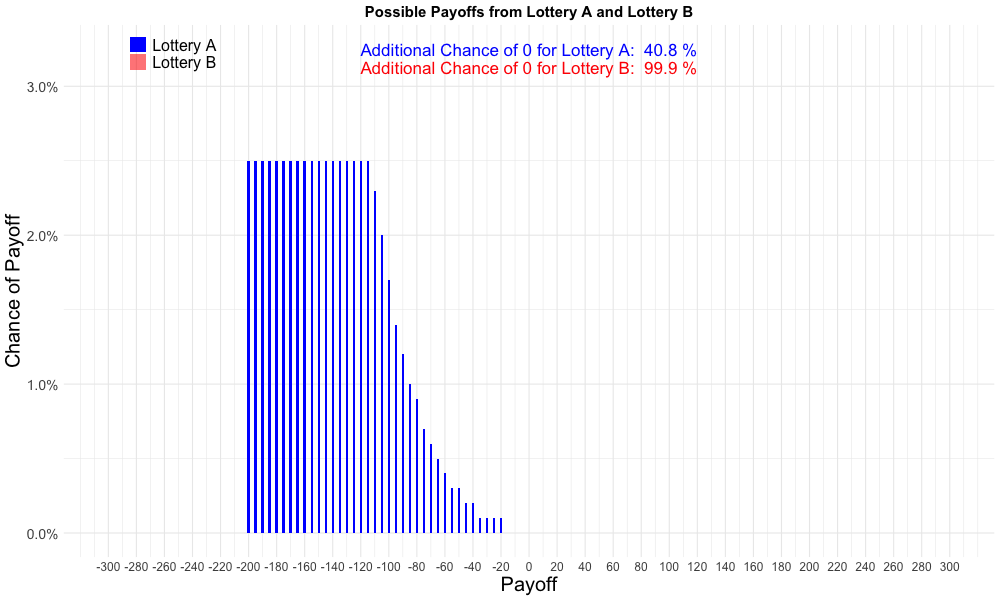 Possible Payoffs from Lottery A and Lottery B
Lottery A
Lottery B
Additional Chance of 0 for Lottery A: 40.8 %
Additional Chance of 0 for Lottery B: 99.9 %
Chance of Payoff
3.0%
2.0%
1.0%
0.0%
-300 -280 -260 -240 -220 -200 -180 -160 -140 -120 -100 -80 -60 -40 -20 0 20 40 60 80 100 120 140 160 180 200 220 240 260 280 300
Payoff